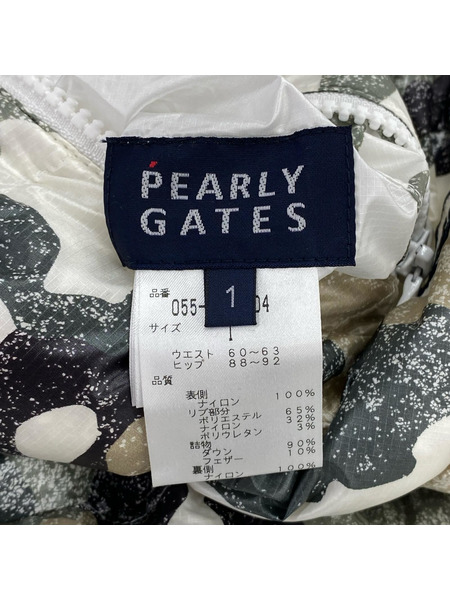 PEARLY
GATES
1
品番
055-
04
サイズ
ウエスト 60～63
ヒップ 88～92
品質
表側
ナイロン 100%
リブ部分
ポリエステル 65%
ナイロン 32%
ポリウレタン 3%
詰物
ダウン 90%
フェザー 10%
裏側
ナイロン 100%